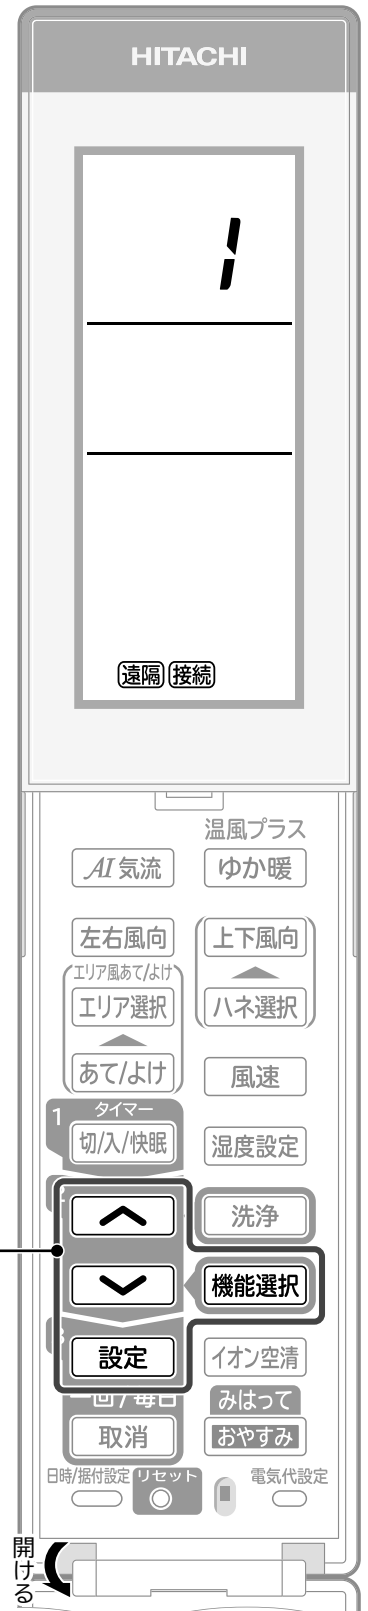 HITACHI
1
遠隔 接続
温風プラス
AI 気流
ゆか暖
左右風向
上下風向
エリア風あて/よけ
エリア選択
ハネ選択
あて/よけ
風速
1
タイマー
切/入/快眠
湿度設定
洗浄
機能選択
設定
イオン空清
一回/毎日
みはって
取消
おやすみ
日時/据付設定
リセット
電気代設定
開ける